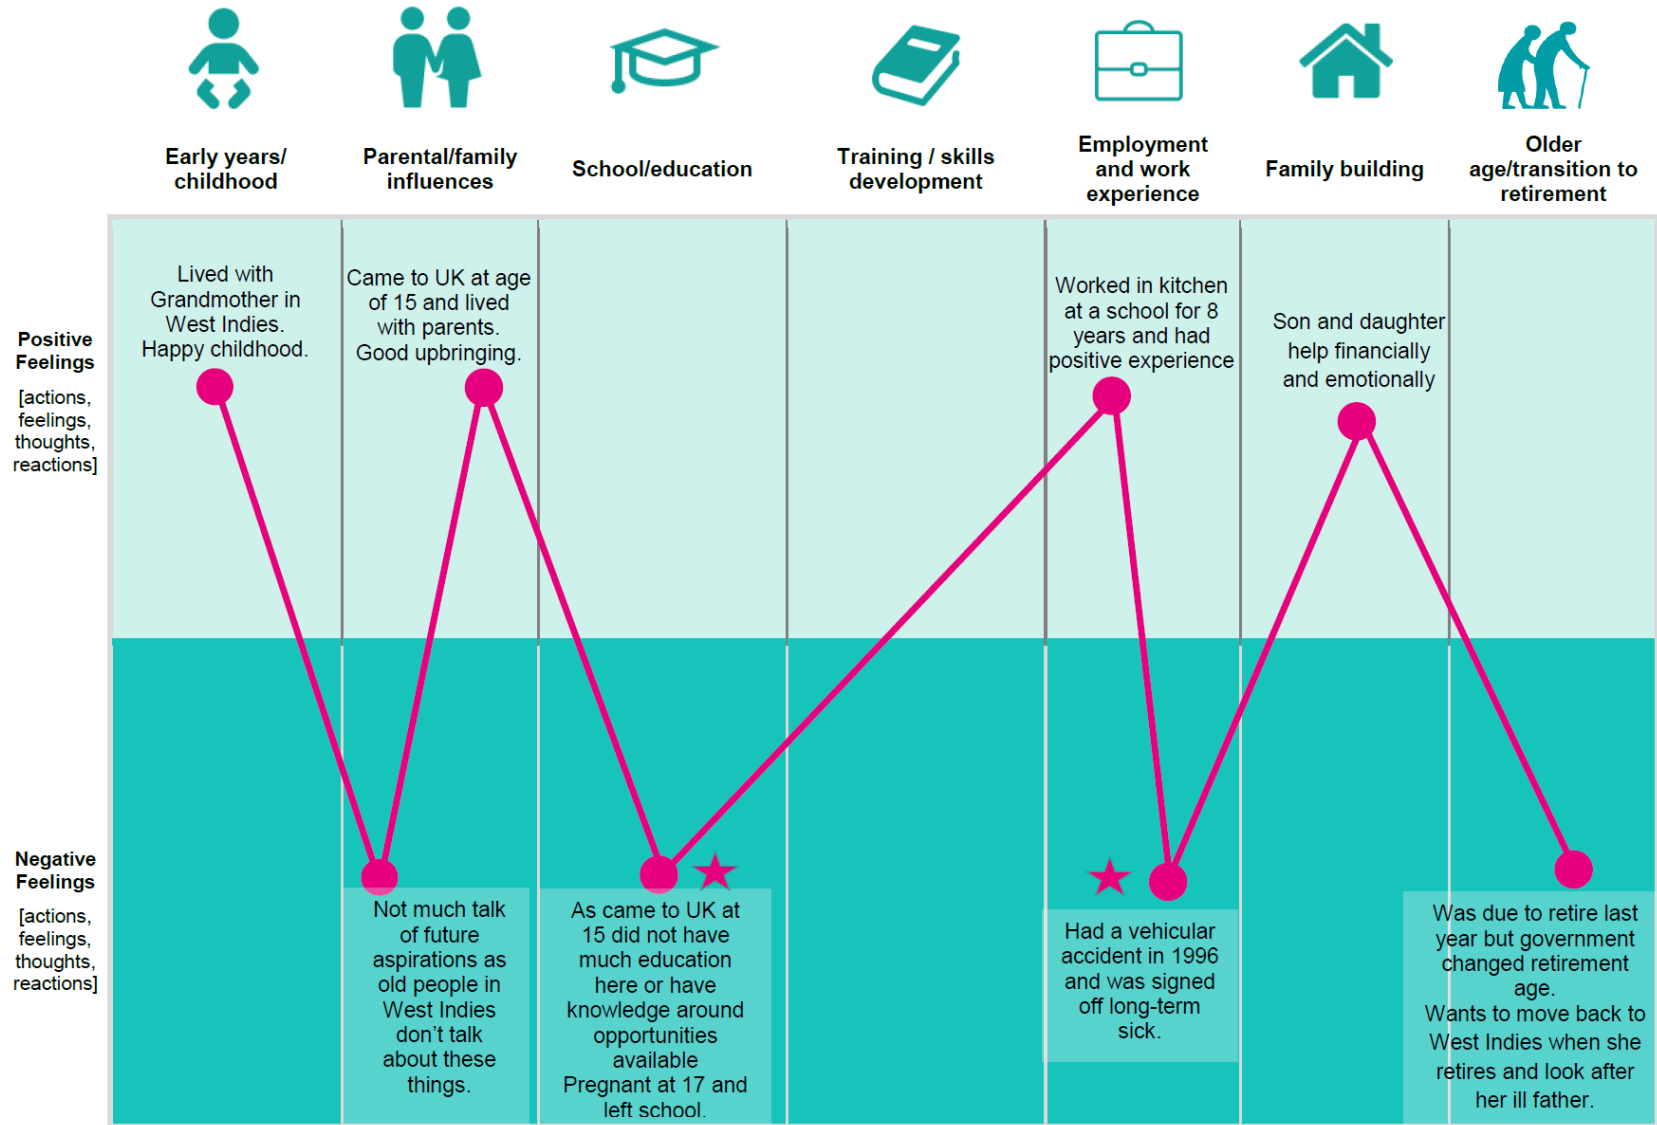 Early years/
childhood
Parental/family
influences
School/education
Training / skills
development
Employment
and work
experience
Family building
Older
age/transition to
retirement
Positive
Feelings
[actions,
feelings,
thoughts,
reactions]
Lived with
Grandmother in
West Indies.
Happy childhood.
Came to UK at age
of 15 and lived
with parents.
Good upbringing.
Worked in kitchen
at a school for 8
years and had
positive experience
Son and daughter
help financially
and emotionally
Negative
Feelings
[actions,
feelings,
thoughts,
reactions]
Not much talk
of future
aspirations as
old people in
West Indies
don't talk
about these
things.
As came to UK at
15 did not have
much education
here or have
knowledge around
opportunities
available
Pregnant at 17 and
left school.
Had a vehicular
accident in 1996
and was signed
off long-term
sick.
Was due to retire last
year but government
changed retirement
age.
Wants to move back to
West Indies when she
retires and look after
her ill father.